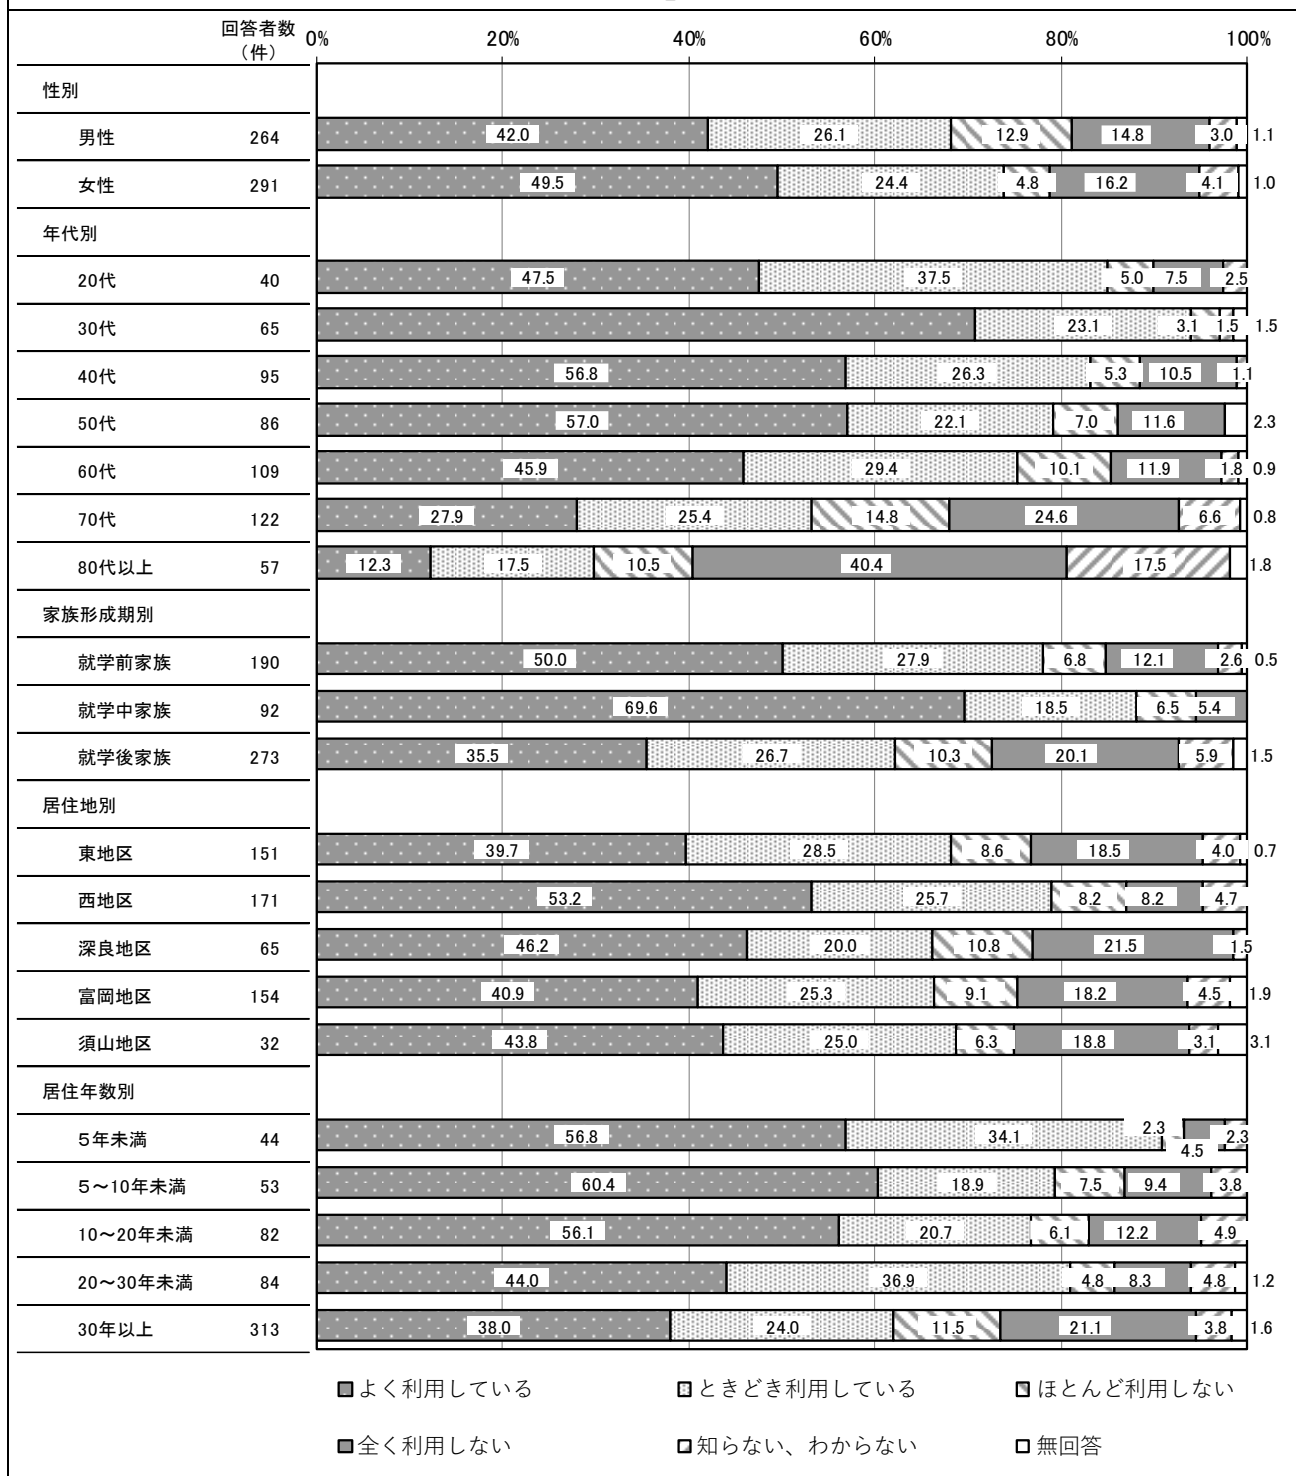 回答者数
（件）
0%　20%　40%　60%　80%　100%
性別
男性　264　42.0　26.1　12.9　14.8　3.0　1.1
女性　291　49.5　24.4　4.8　16.2　4.1　1.0
年代別
20代　40　47.5　37.5　5.0　7.5　2.5
30代　65　23.1　3.1　1.5　1.5
40代　95　56.8　26.3　5.3　10.5　1.1
50代　86　57.0　22.1　7.0　11.6　2.3
60代　109　45.9　29.4　10.1　11.9　1.8　0.9
70代　122　27.9　25.4　14.8　24.6　6.6　0.8
80代以上　57　12.3　17.5　10.5　40.4　17.5　1.8
家族形成期別
就学前家族　190　50.0　27.9　6.8　12.1　2.6　0.5
就学中家族　92　69.6　18.5　6.5　5.4
就学後家族　273　35.5　26.7　10.3　20.1　5.9　1.5
居住地別
東地区　151　39.7　28.5　8.6　18.5　4.0　0.7
西地区　171　53.2　25.7　8.2　8.2　4.7
深良地区　65　46.2　20.0　10.8　21.5　1.5
富岡地区　154　40.9　25.3　9.1　18.2　4.5　1.9
須山地区　32　43.8　25.0　6.3　18.8　3.1　3.1
居住年数別
５年未満　44　56.8　34.1　2.3　4.5　2.3
５～10年未満　53　60.4　18.9　7.5　9.4　3.8
10～20年未満　82　56.1　20.7　6.1　12.2　4.9
20～30年未満　84　44.0　36.9　4.8　8.3　4.8　1.2
30年以上　313　38.0　24.0　11.5　21.1　3.8　1.6
よく利用している　ときどき利用している　ほとんど利用しない
全く利用しない　知らない、わからない　無回答